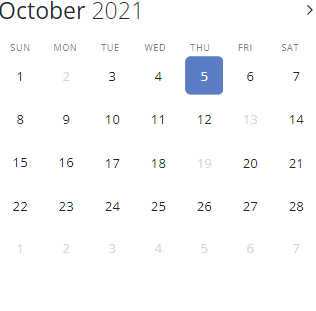 October 2021
SUN MON TUE WED THU FRI SAT
1 2 3 4 5 6 7
8 9 10 11 12 13 14
15 16 17 18 19 20 21
22 23 24 25 26 27 28
1 2 3 4 5 6 7